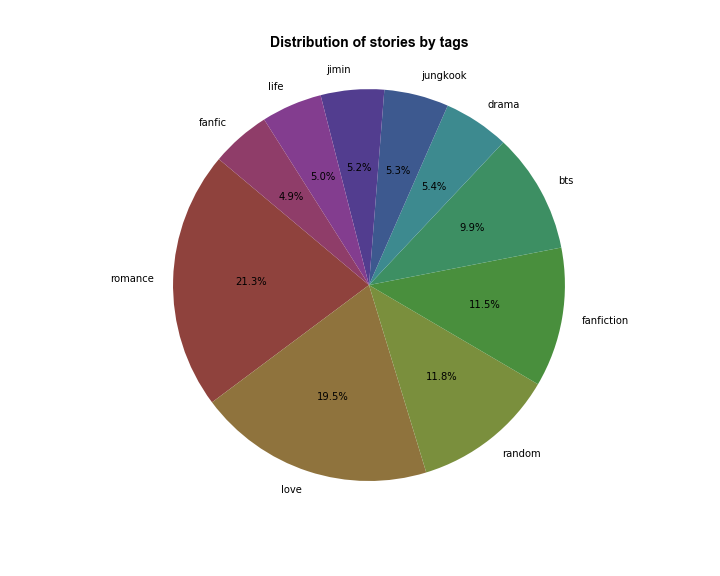 Distribution of stories by tags
jimin
jungkook
life
drama
fanfic
bts
5.2%
5.3%
5.0%
5.4%
4.9%
9.9%
romance
21.3%
11.5%
fanfiction
11.8%
19.5%
random
love